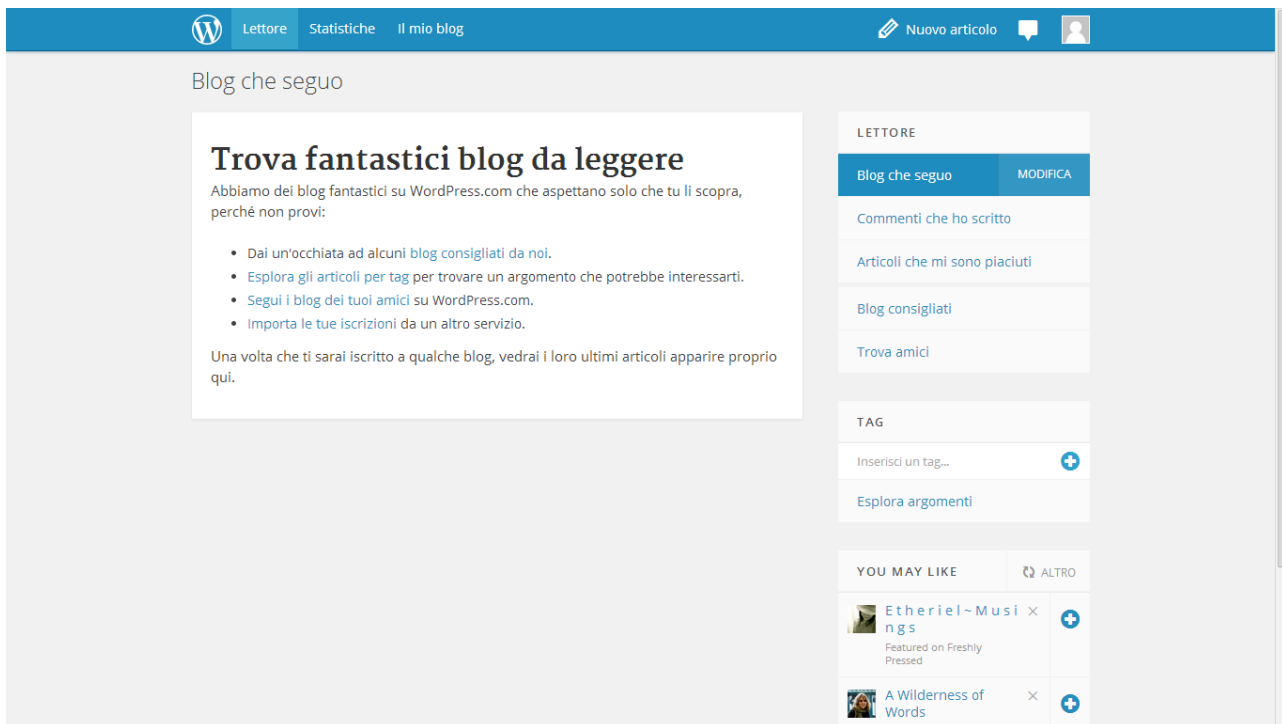 Lettore Statistiche Il mio blog Nuovo articolo
Blog che seguo
Trova fantastici blog da leggere
Abbiamo dei blog fantastici su WordPress.com che aspettano solo che tu li scopra,
perché non provi:
• Dai un'occhiata ad alcuni blog consigliati da noi.
• Esplora gli articoli per tag per trovare un argomento che potrebbe interessarti.
• Segui i blog dei tuoi amici su WordPress.com.
• Importa le tue iscrizioni da un altro servizio.
Una volta che ti sarai iscritto a qualche blog, vedrai i loro ultimi articoli apparire proprio
qui.
LETTORE
Blog che seguo MODIFICA
Commenti che ho scritto
Articoli che mi sono piaciuti
Blog consigliati
Trova amici
TAG
Inserisci un tag...
Esplora argomenti
YOU MAY LIKE ALTRO
E t h e r i e l ~ M u s i
n g s
Featured on Freshly
Pressed
A Wilderness of
Words